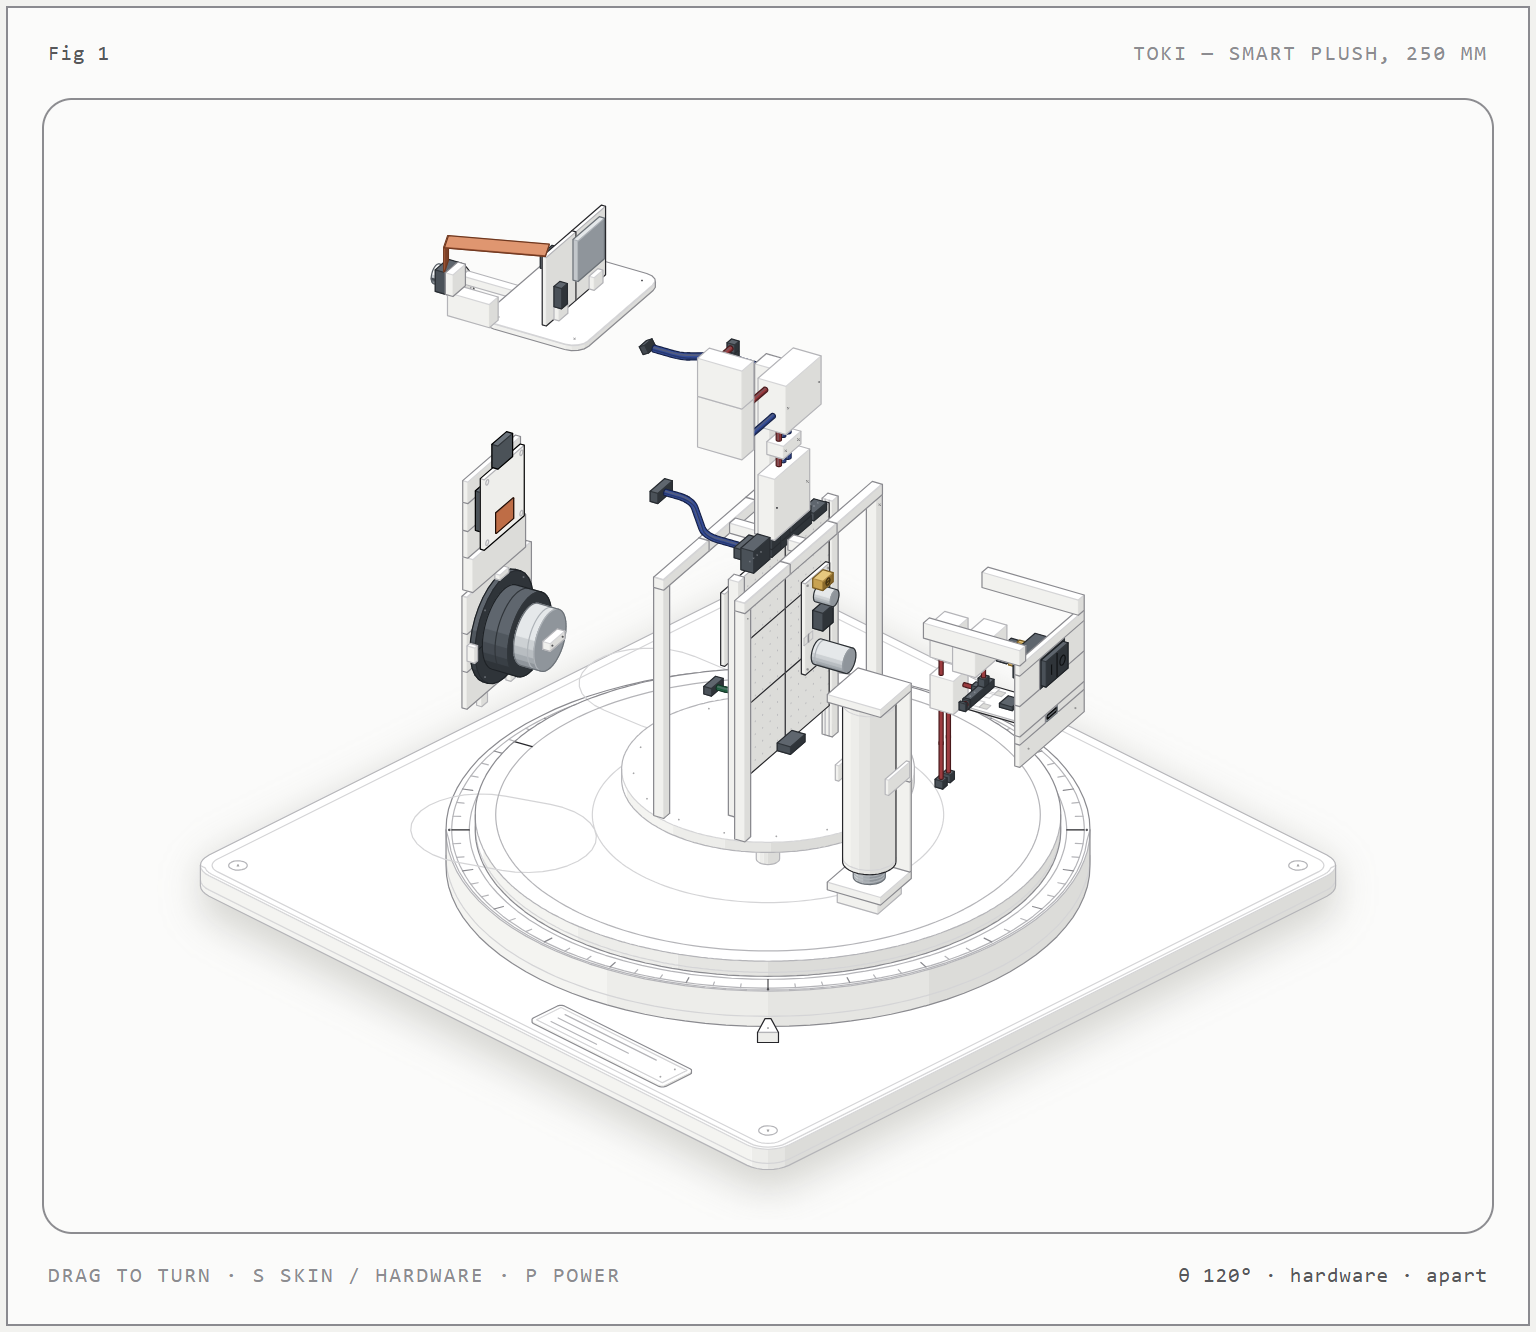 Fig 1
TOKI — SMART PLUSH, 250 MM
DRAG TO TURN · S SKIN / HARDWARE · P POWER
θ 120° · hardware · apart